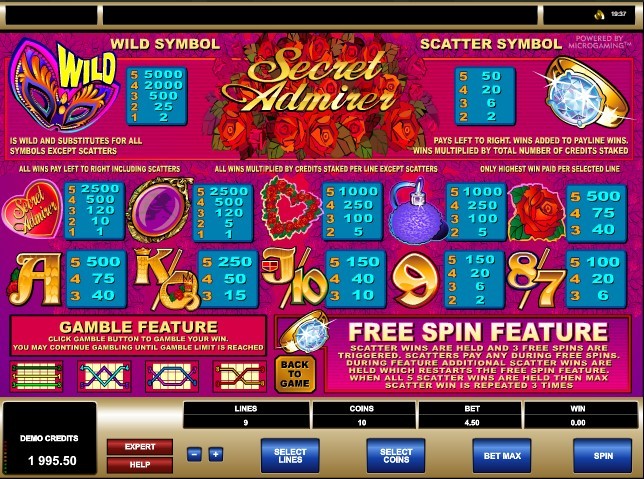 19:37
WILD SYMBOL
SCATTER SYMBOL
POWERED BY
MICROGAMING™
WILD
5 5000
4 2000
3 500
2 25
1 2
Secret
Admirer
5 50
4 20
3 6
2 2
IS WILD AND SUBSTITUTES FOR ALL
SYMBOLS EXCEPT SCATTERS
PAYS LEFT TO RIGHT. WINS ADDED TO PAYLINE WINS.
WINS MULTIPLIED BY TOTAL NUMBER OF CREDITS STAKED
ALL WINS PAY LEFT TO RIGHT INCLUDING SCATTERS
ALL WINS MULTIPLIED BY CREDITS STAKED PER LINE EXCEPT SCATTERS
ONLY HIGHEST WIN PAID PER SELECTED LINE
Secret
Admirer
5 2500
4 500
3 120
2 10
1 1
5 2500
4 500
3 120
2 5
1 1
5 1000
4 250
3 100
2 5
5 1000
4 250
3 100
2 5
5 500
4 75
3 40
A
5 500
4 75
3 40
K/Q
5 250
4 50
3 15
J/10
5 150
4 40
3 10
9
5 150
4 20
3 6
2 2
8/7
5 100
4 20
3 6
GAMBLE FEATURE
CLICK GAMBLE BUTTON TO GAMBLE YOUR WIN.
YOU MAY CONTINUE GAMBLING UNTIL GAMBLE LIMIT IS REACHED
BACK
TO
GAME
FREE SPIN FEATURE
SCATTER WINS ARE HELD AND 3 FREE SPINS ARE
TRIGGERED. SCATTERS PAY ANY DURING FREE SPINS.
DURING FEATURE ADDITIONAL SCATTER WINS ARE
HELD WHICH RESTARTS THE FREE SPIN FEATURE.
WHEN ALL 5 SCATTER WINS ARE HELD THEN MAX
SCATTER WIN IS REPEATED 3 TIMES
DEMO CREDITS
1 995.50
EXPERT
HELP
LINES
9
COINS
10
BET
4.50
WIN
0.00
- +
SELECT
LINES
SELECT
COINS
BET MAX
SPIN